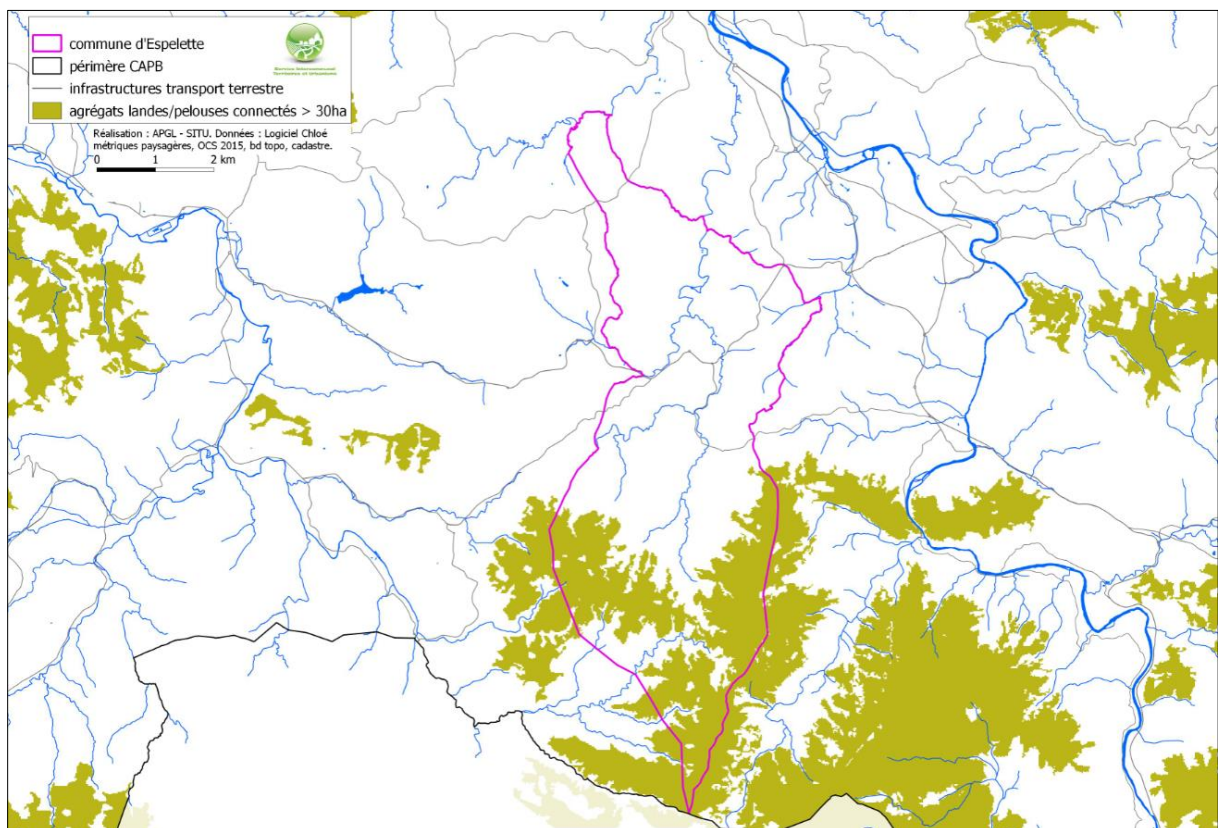 commune d'Espelette
périmère CAPB
infrastructures transport terrestre
agrégats landes/pelouses connectés > 30ha
Réalisation : APGL - SITU. Données : Logiciel Chloé
métriques paysagères, OCS 2015, bd topo, cadastre.
0 1 2 km